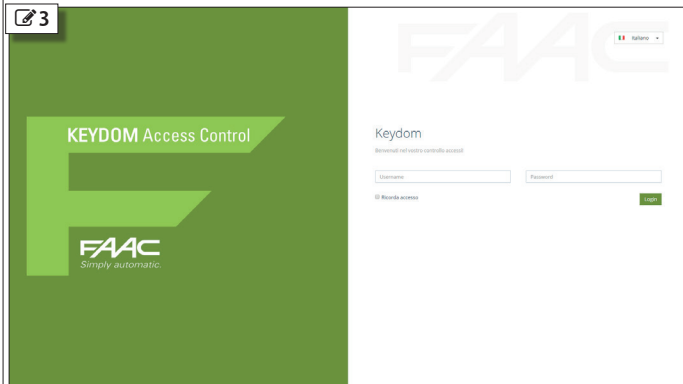 3
FAAC
Italiano
KEYDOM Access Control
FAAC
Simply automatic.
Keydom
Benvenuti nel vostro controllo accessi!
Username
Password
Ricorda accesso
Login